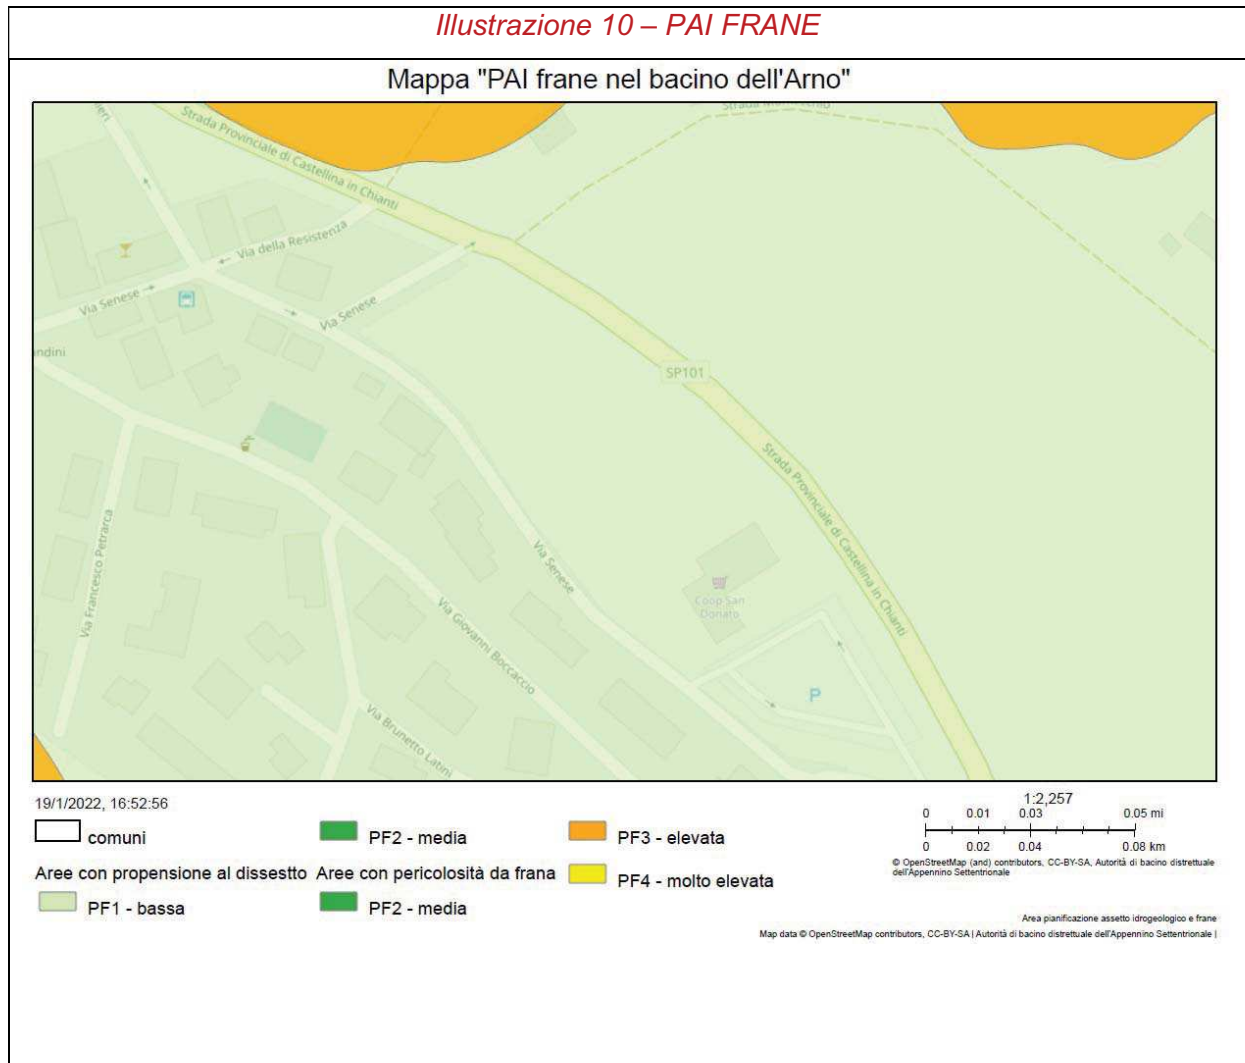 Illustrazione 10 – PAI FRANE
Mappa "PAI frane nel bacino dell'Arno"
Strada Provinciale di Castellina in Chianti
Via della Resistenza
Via Senese
Via Senese
andini
SP101
Strada Provinciale di Castellina in Chianti
Via Francesco Petrarca
Via Senese
Coop San
Donato
Via Giovanni Boccaccio
P
Via Brunetto Latini
19/1/2022, 16:52:56
comuni
PF2 - media
PF3 - elevata
Aree con propensione al dissesto
Aree con pericolosità da frana
PF4 - molto elevata
PF1 - bassa
PF2 - media
1:2,257
0 0.01 0.03 0.05 mi
0 0.02 0.04 0.08 km
© OpenStreetMap (and) contributors, CC-BY-SA, Autorità di bacino distrettuale
dell'Appennino Settentrionale
Area pianificazione assetto idrogeologico e frane
Map data © OpenStreetMap contributors, CC-BY-SA | Autorità di bacino distrettuale dell'Appennino Settentrionale |